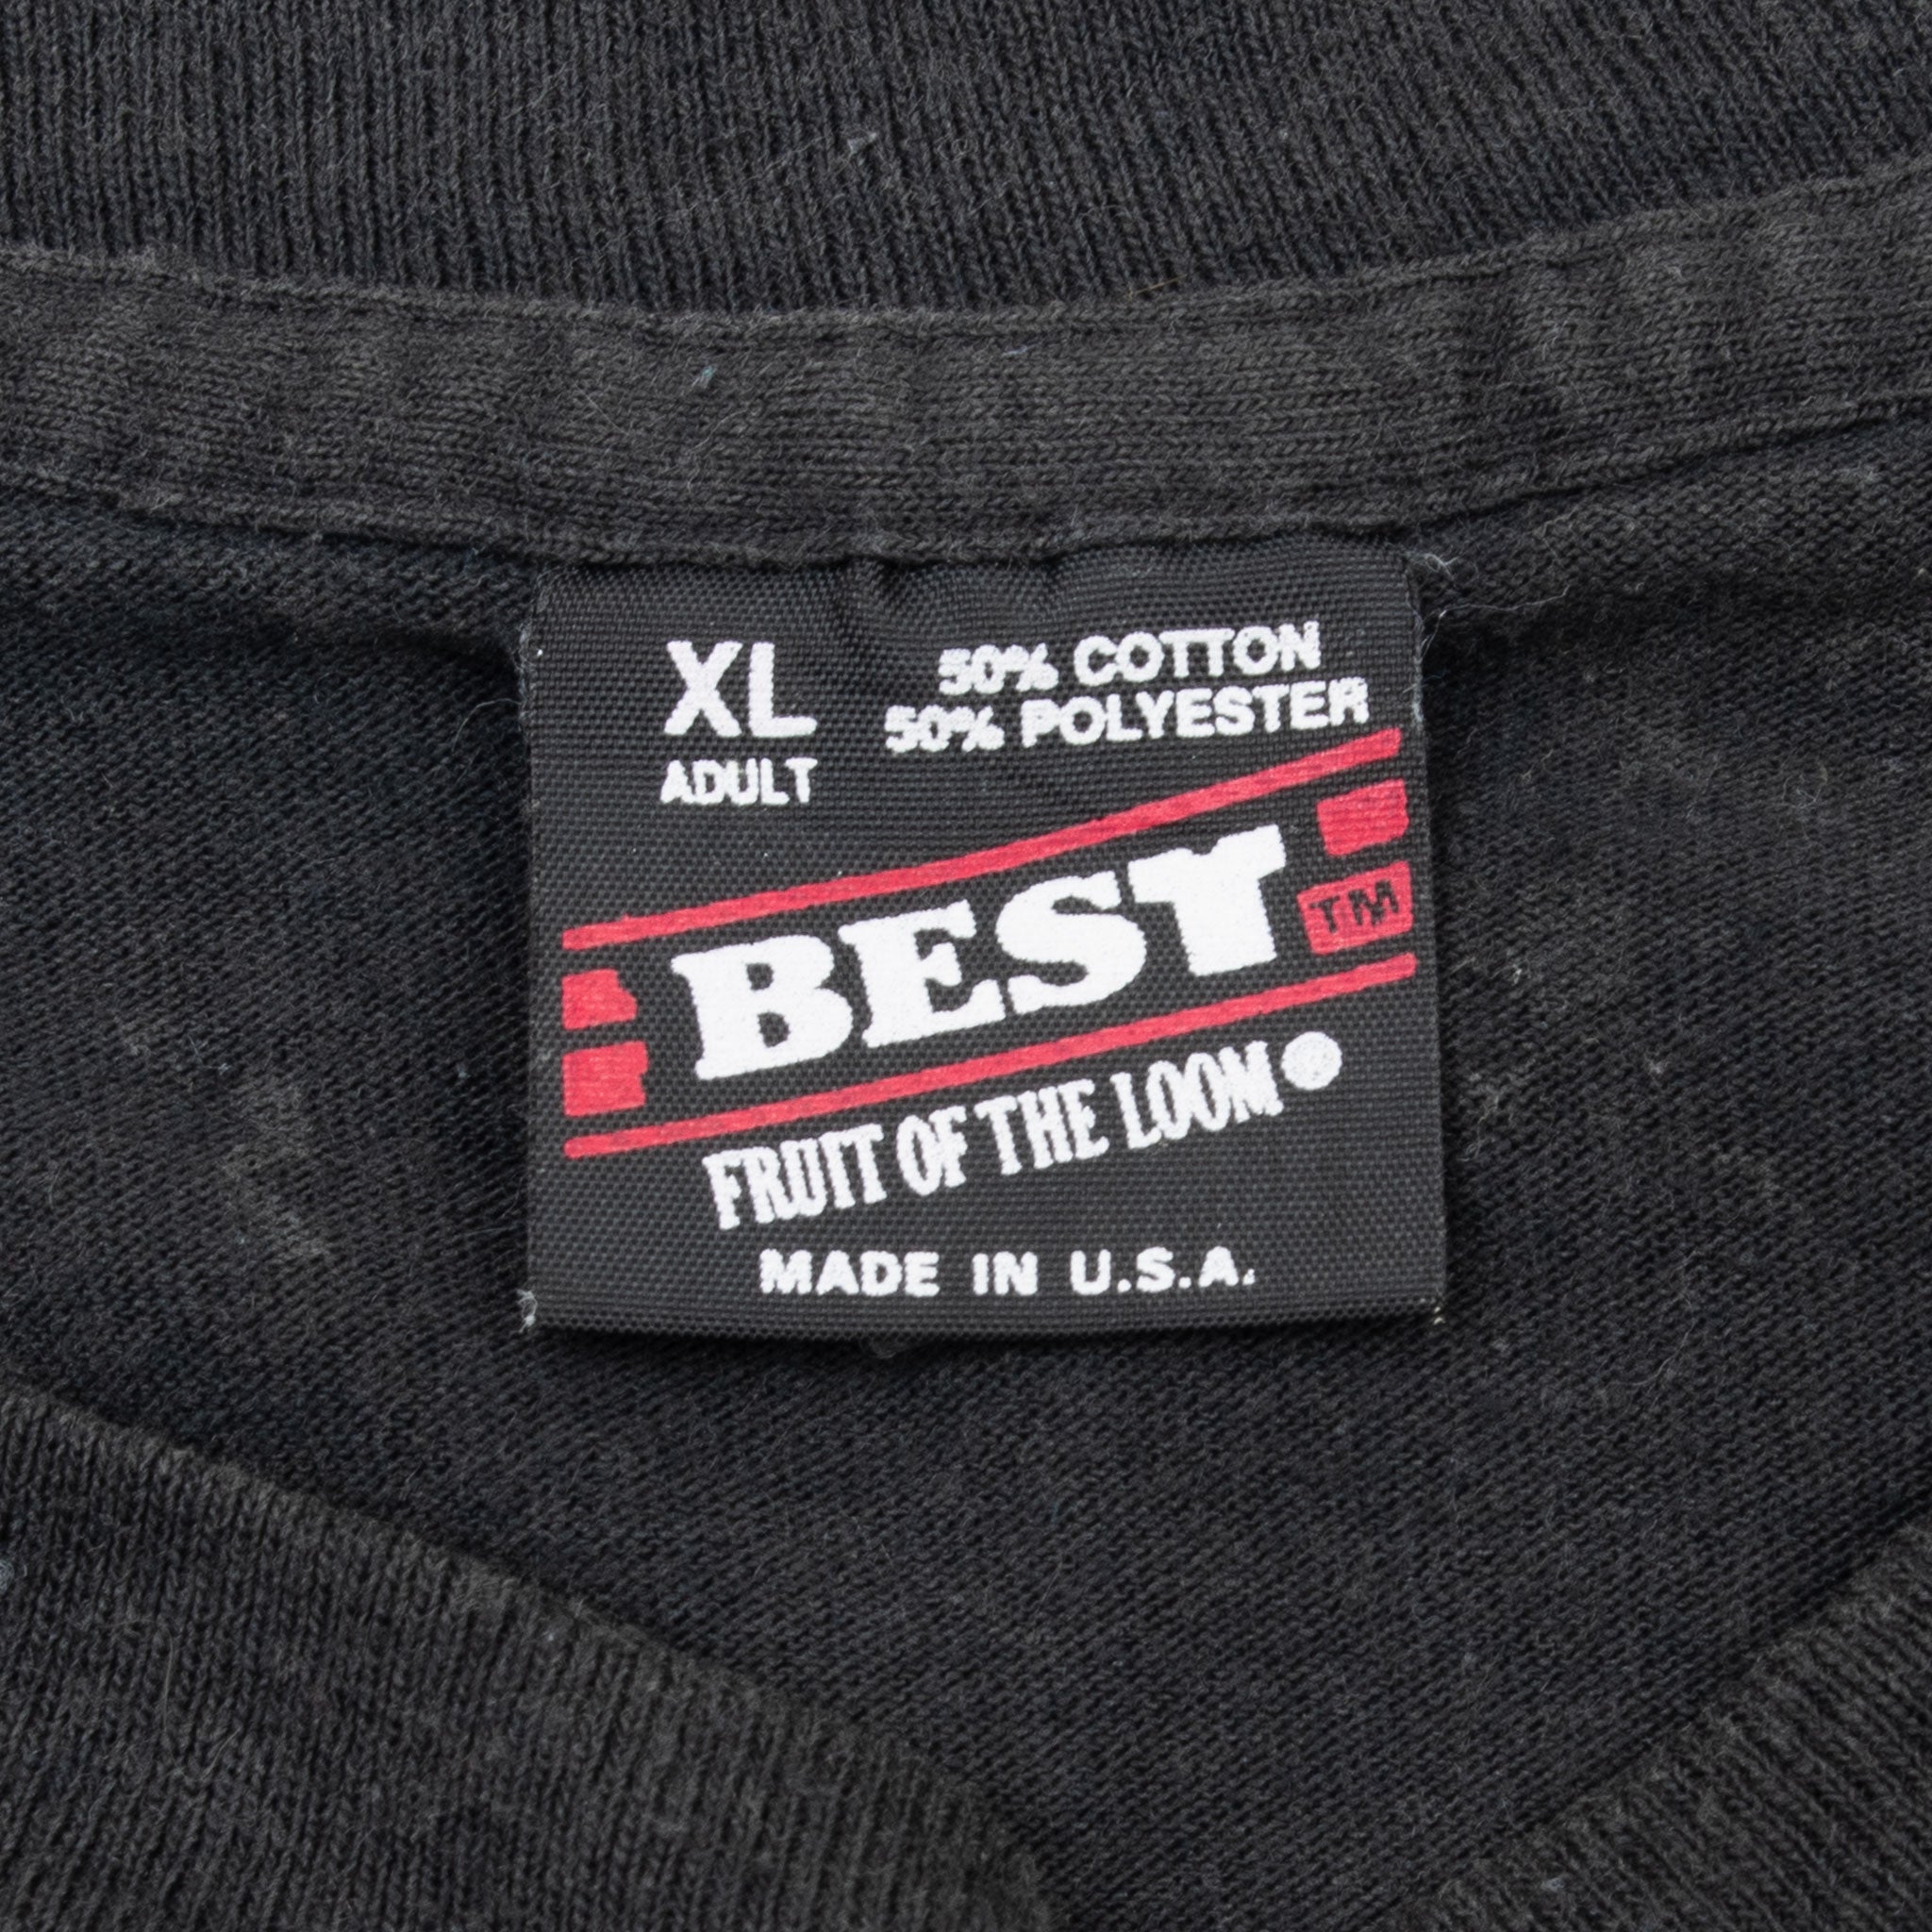 XL
ADULT
50% COTTON
50% POLYESTER
BEST
TM
FRUIT OF THE LOOM
MADE IN U.S.A.